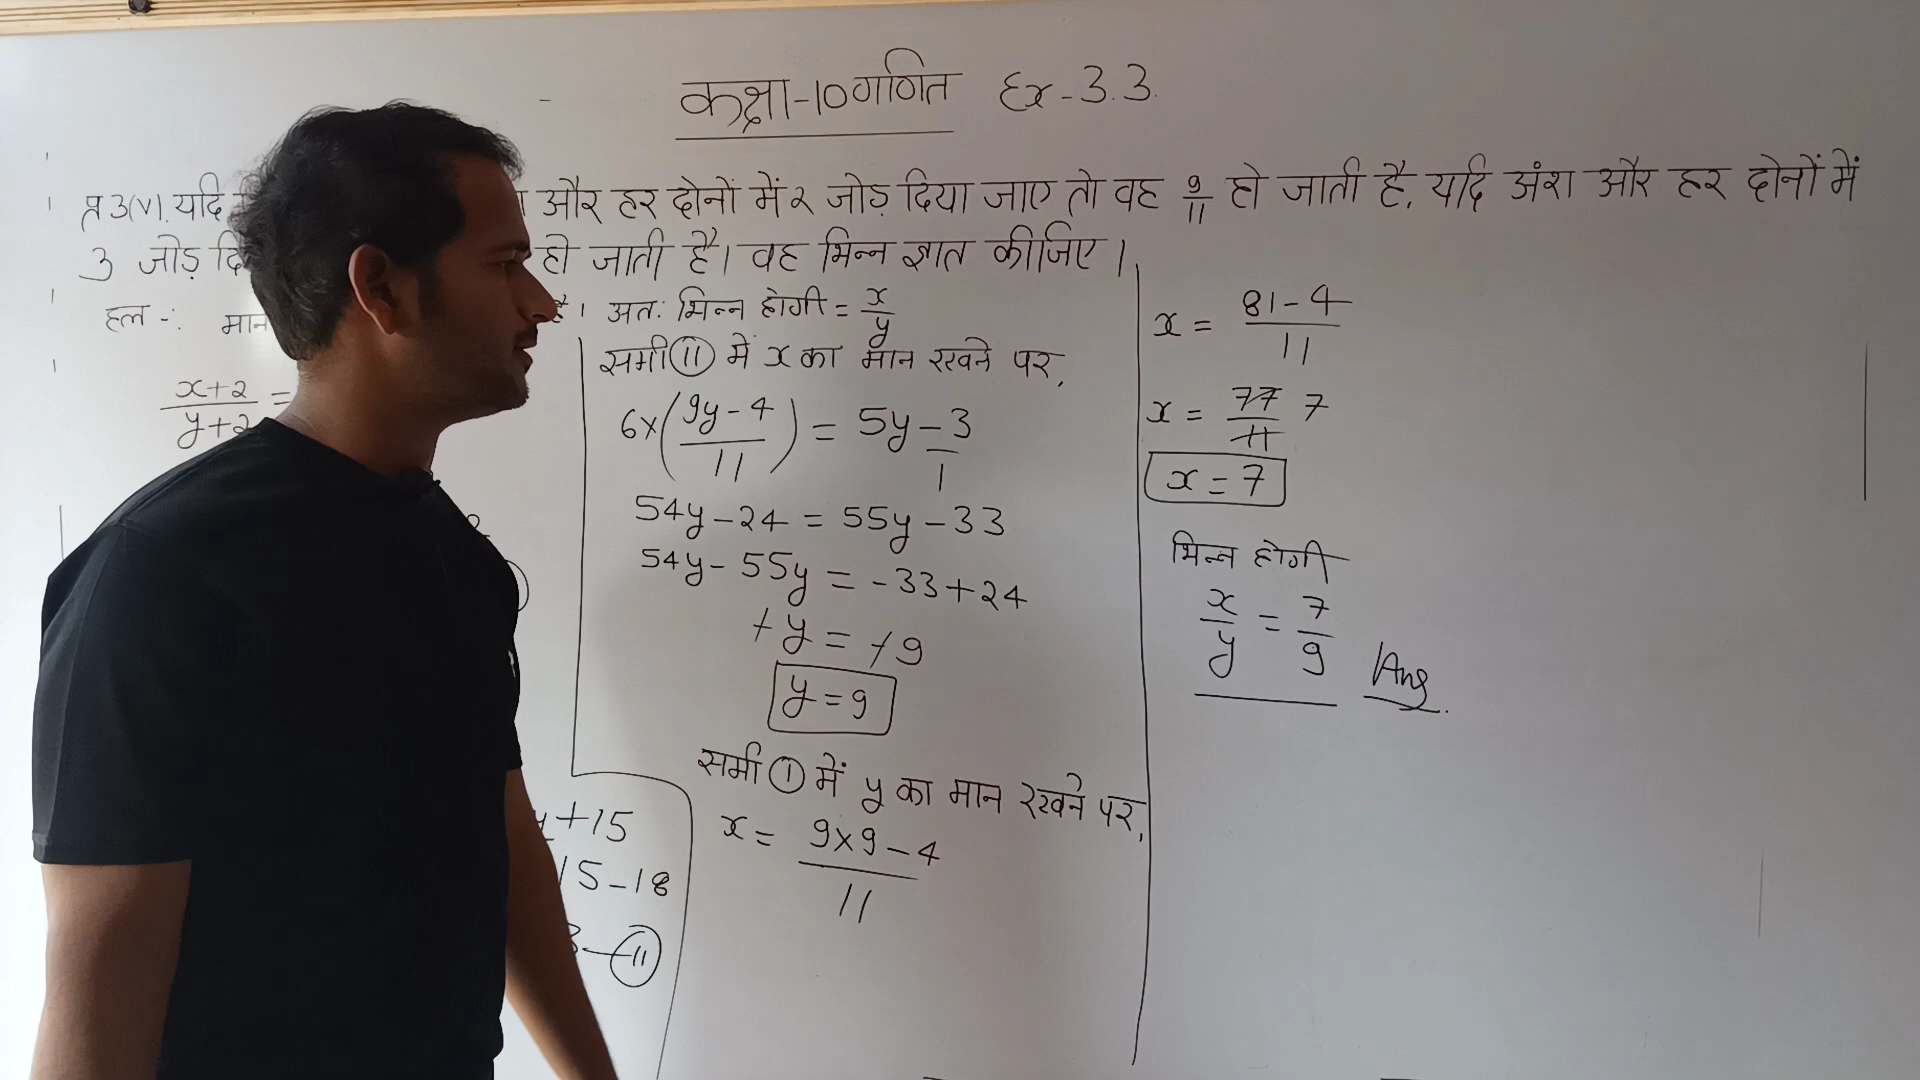 कक्षा-10 गणित Ex-3.3.
प्र 3(v). यदि और हर दोनों में 2 जोड़ दिया जाए तो वह 9/11 हो जाती है, यदि अंश और हर दोनों में
3 जोड़ दि हो जाती है। वह भिन्न ज्ञात कीजिए।
हल -: मान है। अतः भिन्न होगी = x/y
(x+2)/(y+2) =
+15
15-18
(11)
समी (11) में x का मान रखने पर,
6×((9y-4)/11) = (5y-3)/1
54y-24 = 55y-33
54y-55y = -33+24
+y = +9
y=9
समी (1) में y का मान रखने पर,
x = (9×9-4)/11
x = (81-4)/11
x = 77/11 7
x=7
भिन्न होगी
x/y = 7/9 Ans.